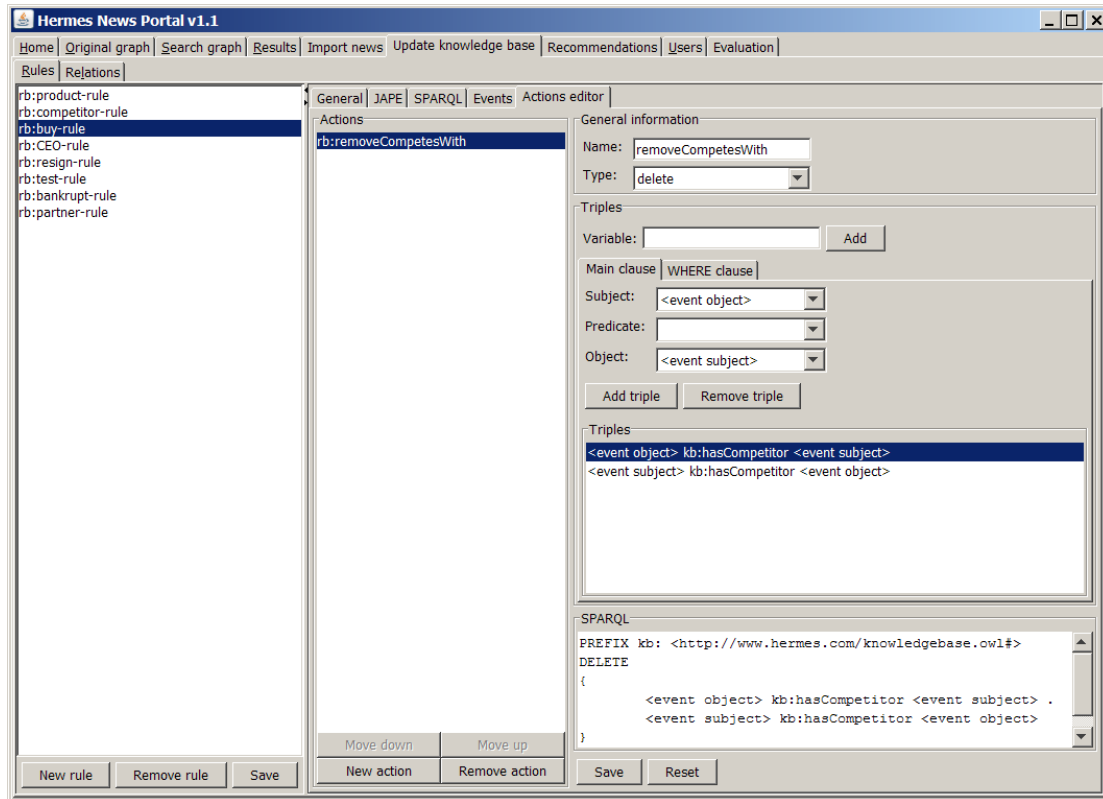 Hermes News Portal v1.1
Home Original graph Search graph Results Import news Update knowledge base Recommendations Users Evaluation
Rules Relations
rb:product-rule
rb:competitor-rule
rb:buy-rule
rb:CEO-rule
rb:resign-rule
rb:test-rule
rb:bankrupt-rule
rb:partner-rule
New rule Remove rule Save
General JAPE SPARQL Events Actions editor
Actions
rb:removeCompetesWith
Move down Move up
New action Remove action
General information
Name: removeCompetesWith
Type: delete
Triples
Variable: Add
Main clause WHERE clause
Subject: <event object>
Predicate:
Object: <event subject>
Add triple Remove triple
Triples
<event object> kb:hasCompetitor <event subject>
<event subject> kb:hasCompetitor <event object>
SPARQL
PREFIX kb: <http://www.hermes.com/knowledgebase.owl#>
DELETE
{
<event object> kb:hasCompetitor <event subject> .
<event subject> kb:hasCompetitor <event object>
}
Save Reset